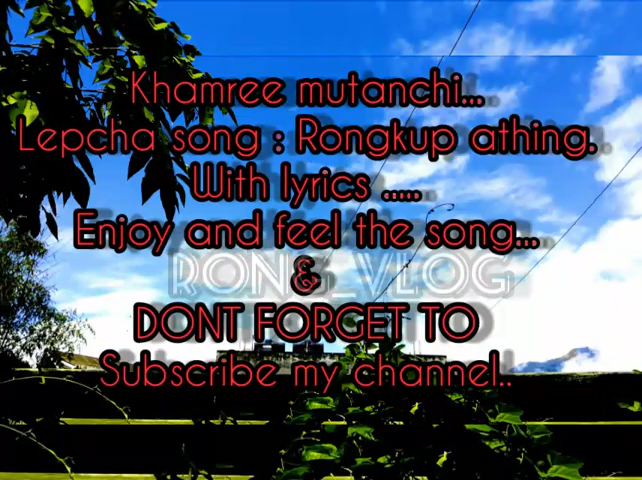 Khamree mutanchi...
Lepcha song : Rongkup athing.
With lyrics .....
Enjoy and feel the song...
&
RONG_VLOG
DONT FORGET TO
Subscribe my channel..